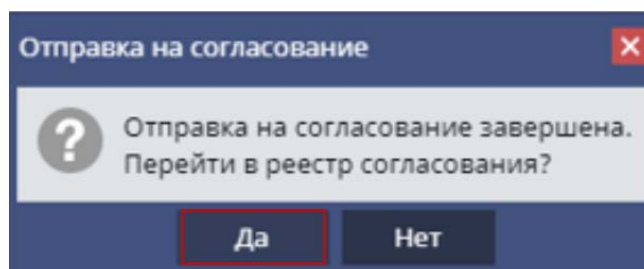 Отправка на согласование
Отправка на согласование завершена.
Перейти в реестр согласования?
Да
Нет